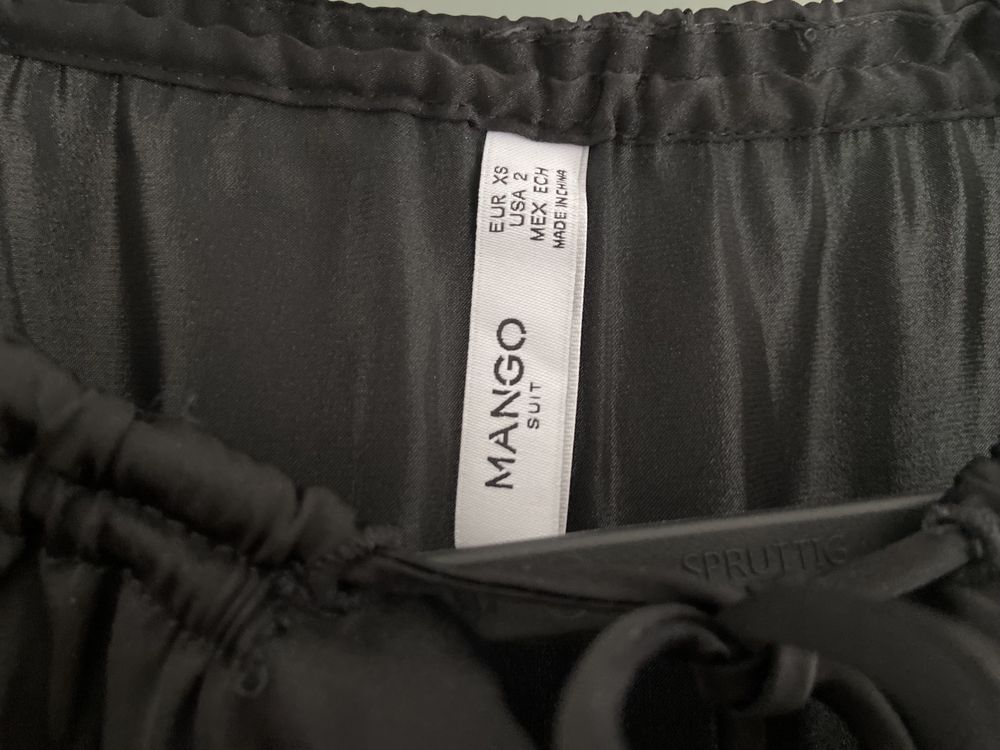 EUR XS
USA 2
MEX ECH
MADE IN CHINA
MANGO
SUIT
SPRUTTIG